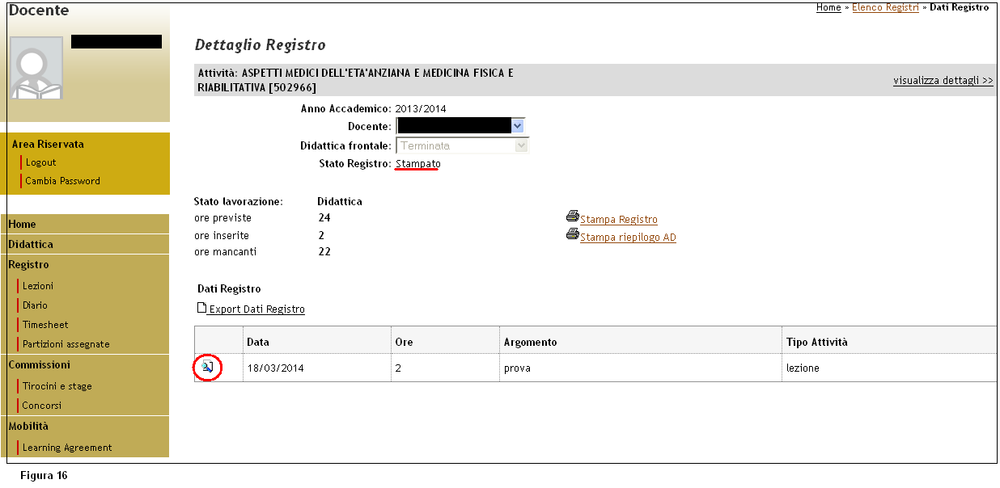 Docente
Home » Elenco Registri » Dati Registro
Dettaglio Registro
Attività: ASPETTI MEDICI DELL'ETA'ANZIANA E MEDICINA FISICA E
RIABILITATIVA [502966]
visualizza dettagli >>
Anno Accademico: 2013/2014
Docente:
Didattica frontale: Terminata
Stato Registro: Stampato
Area Riservata
Logout
Cambia Password
Home
Didattica
Registro
Lezioni
Diario
Timesheet
Partizioni assegnate
Commissioni
Tirocini e stage
Concorsi
Mobilità
Learning Agreement
Stato lavorazione: Didattica
ore previste 24
ore inserite 2
ore mancanti 22
Stampa Registro
Stampa riepilogo AD
Dati Registro
Export Dati Registro
Data Ore Argomento Tipo Attività
18/03/2014 2 prova lezione
Figura 16